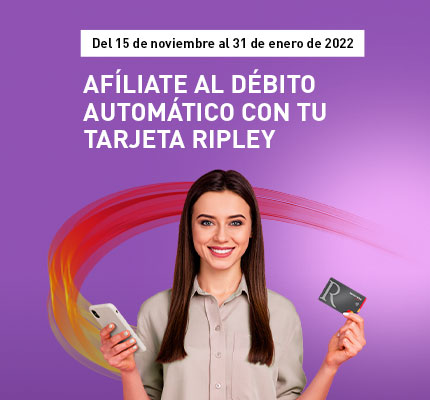 Del 15 de noviembre al 31 de enero de 2022
AFÍLIATE AL DÉBITO
AUTOMÁTICO CON TU
TARJETA RIPLEY
R